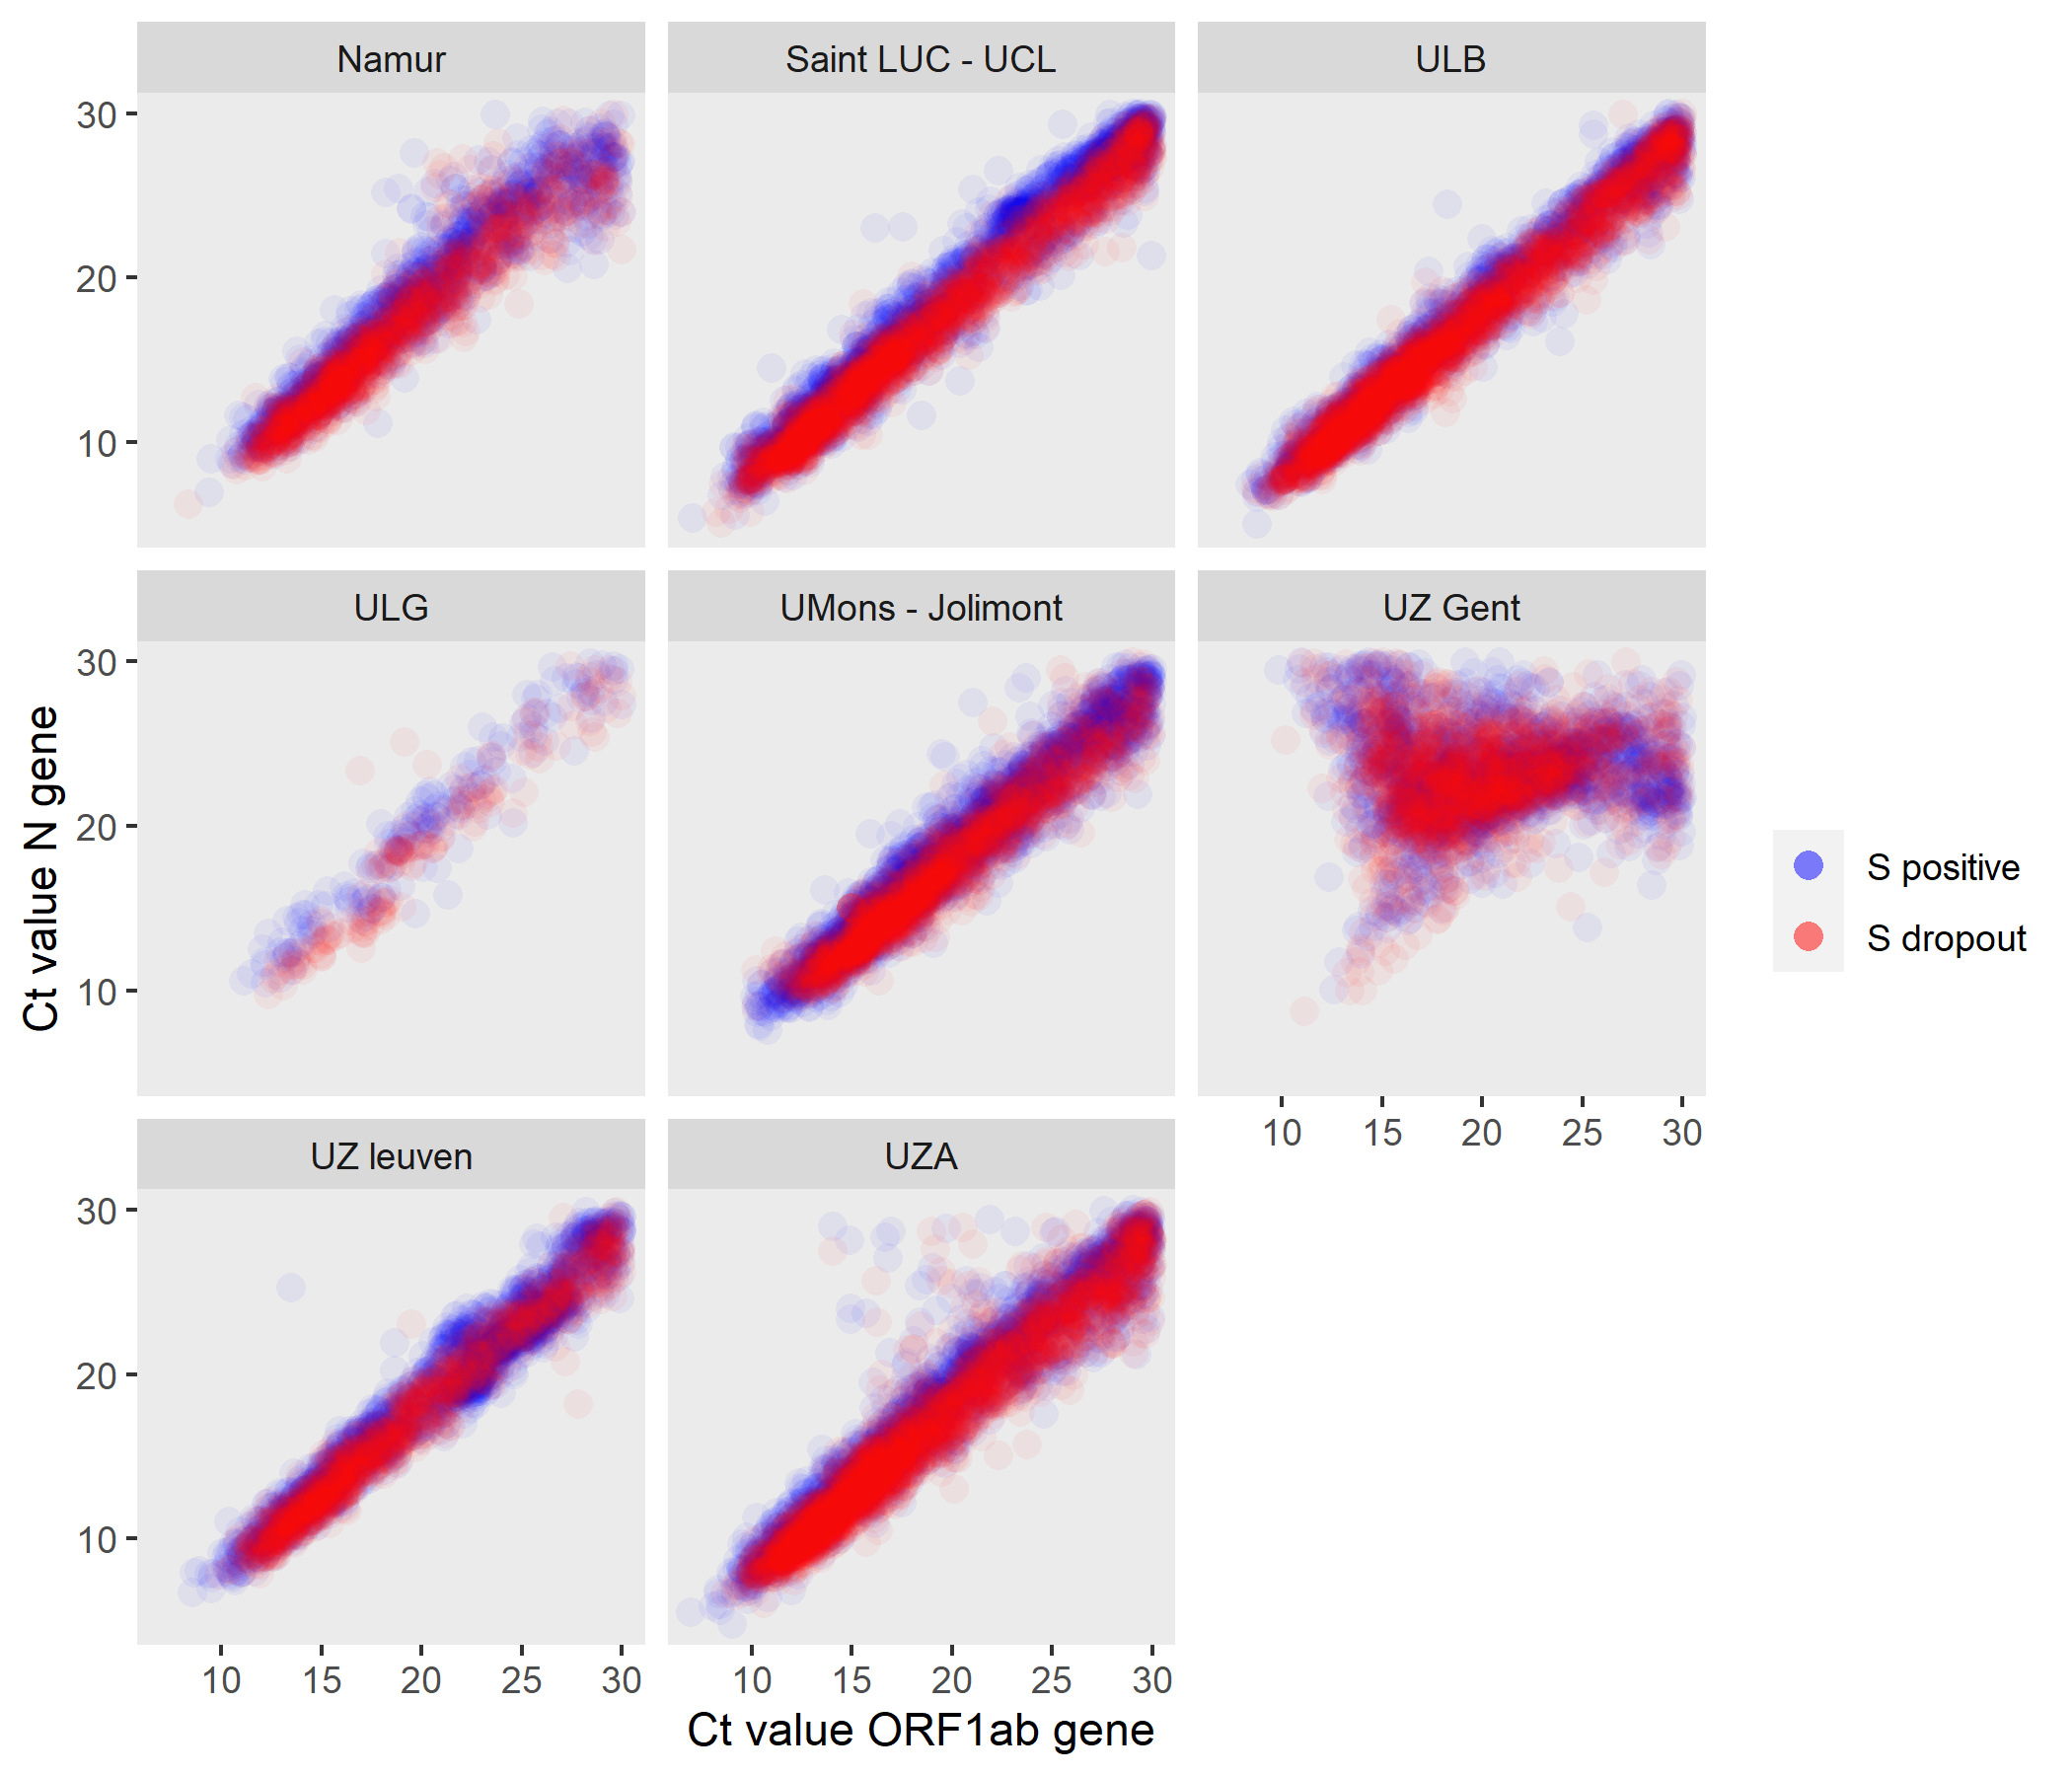 Namur
Saint LUC - UCL
ULB
30
20
10
ULG
UMons - Jolimont
UZ Gent
30
20
10
10 15 20 25 30
UZ leuven
UZA
30
20
10
10 15 20 25 30
10 15 20 25 30
Ct value ORF1ab gene
Ct value N gene
S positive
S dropout